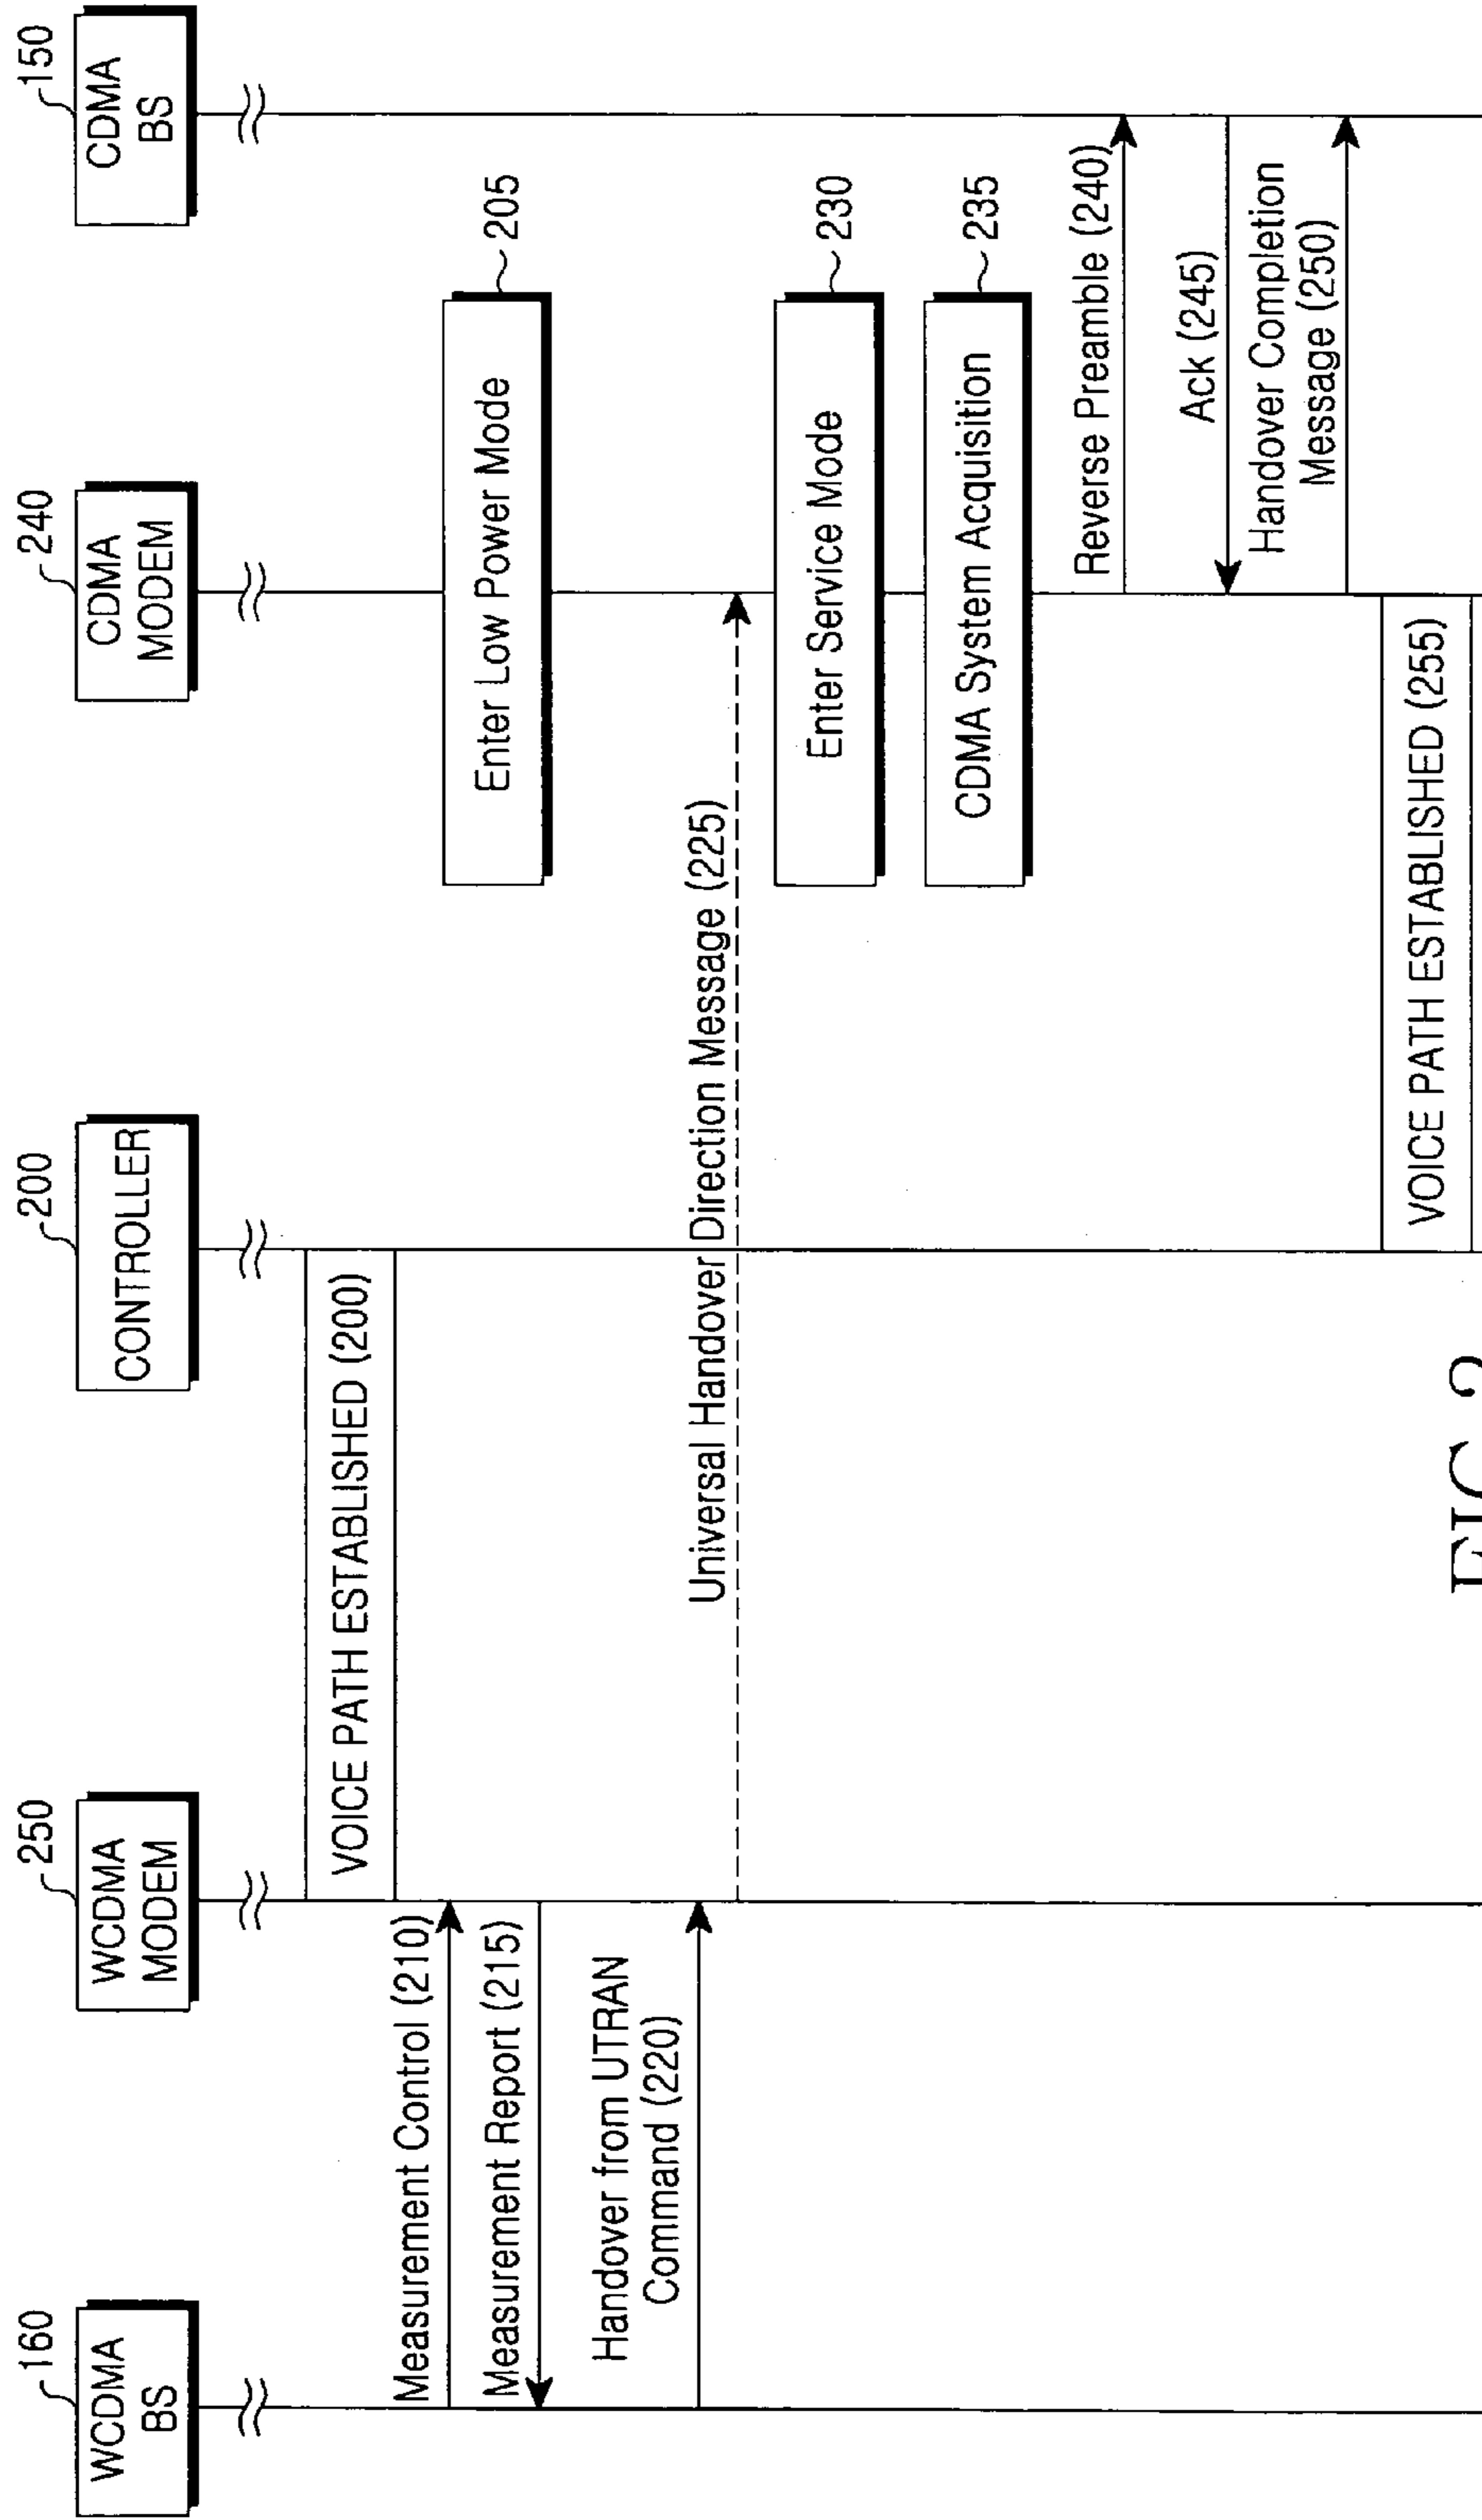 160
WCDMA
BS
250
WCDMA
MODEM
200
CONTROLLER
240
CDMA
MODEM
150
CDMA
BS
VOICE PATH ESTABLISHED (200)
Measurement Control (210)
Enter Low Power Mode
205
Measurement Report (215)
Handover from UTRAN
Command (220)
Universal Handover Direction Message (225)
Enter Service Mode
230
CDMA System Acquisition
235
Reverse Preamble (240)
Ack (245)
Handover Completion
Message (250)
VOICE PATH ESTABLISHED (255)